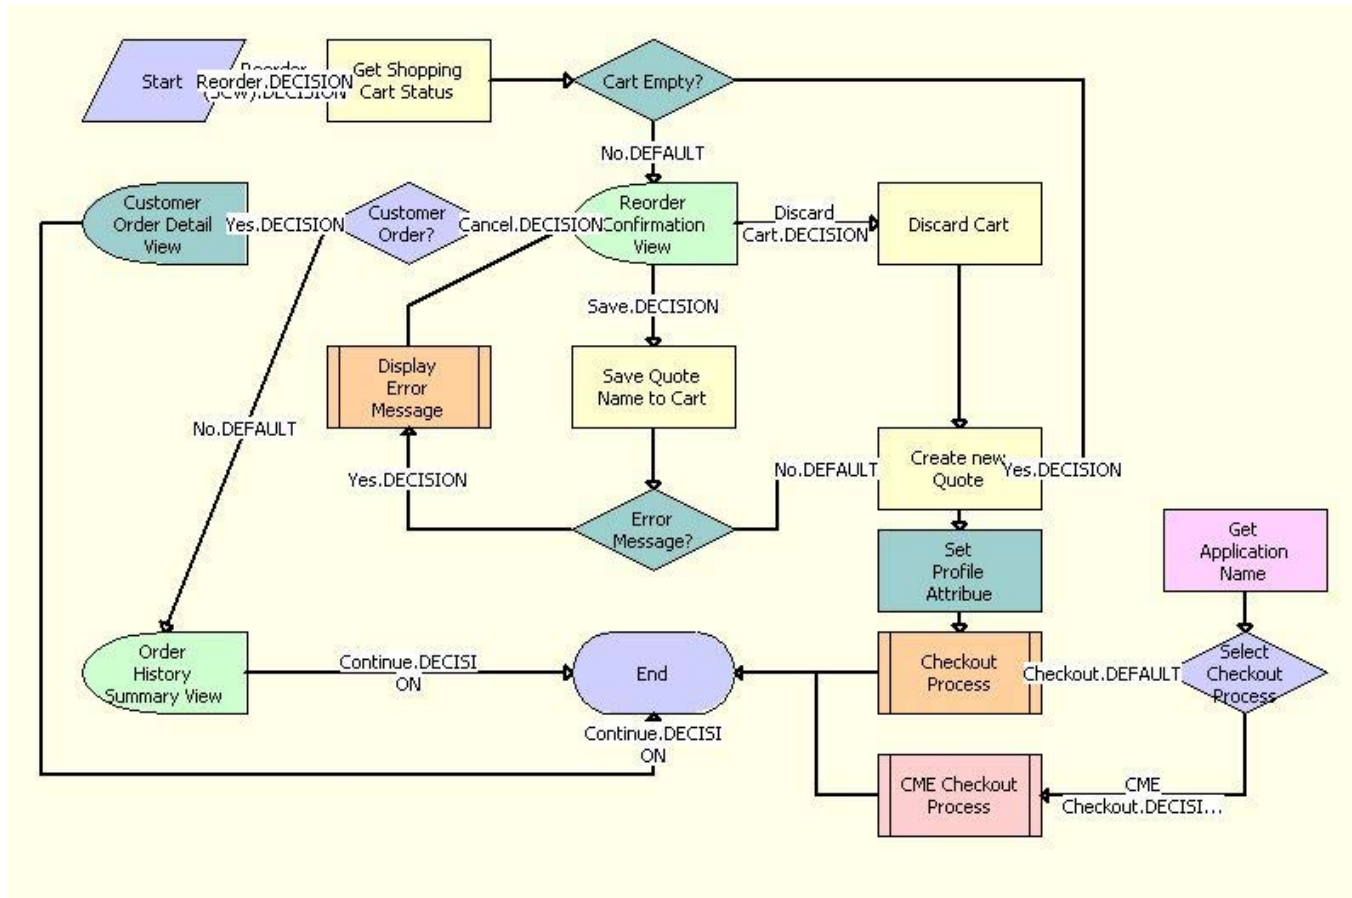 Start
Reorder
Reorder.DECISION
(SCW).DECISION
Get Shopping
Cart Status
Cart Empty?
No.DEFAULT
Customer
Order Detail
View
Yes.DECISION
Customer
Order?
Cancel.DECISION
Reorder
Confirmation
View
Discard
Cart.DECISION
Discard Cart
Save.DECISION
Display
Error
Message
Save Quote
Name to Cart
No.DEFAULT
Yes.DECISION
No.DEFAULT
Create new
Quote
Yes.DECISION
Error
Message?
Set
Profile
Attribue
Get
Application
Name
Order
History
Summary View
Continue.DECISI
ON
End
Checkout
Process
Checkout.DEFAULT
Select
Checkout
Process
Continue.DECISI
ON
CME Checkout
Process
CME
Checkout.DECISI...